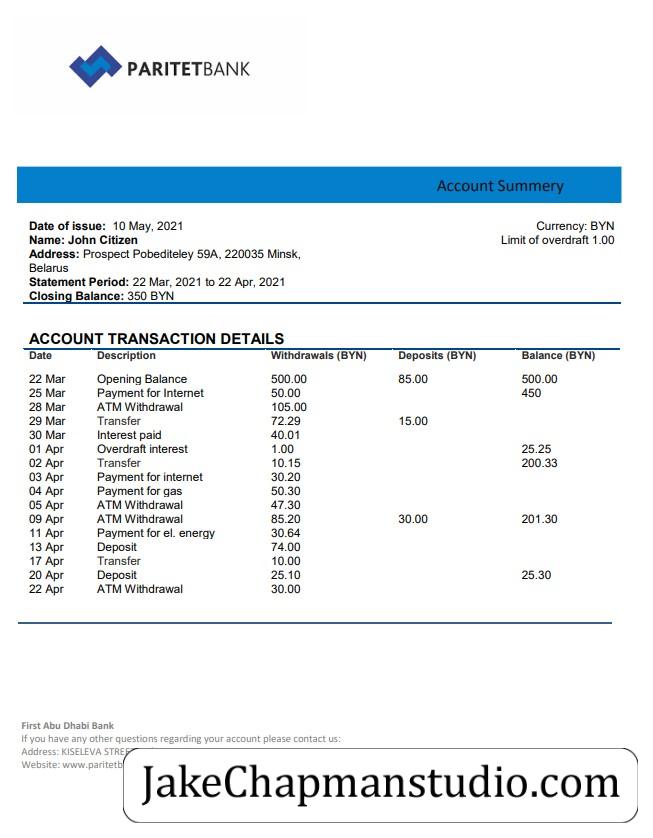 PARITETBANK
Account Summery
Date of issue: 10 May, 2021
Currency: BYN
Name: John Citizen
Limit of overdraft 1.00
Address: Prospect Pobediteley 59A, 220035 Minsk,
Belarus
Statement Period: 22 Mar, 2021 to 22 Apr, 2021
Closing Balance: 350 BYN
ACCOUNT TRANSACTION DETAILS
Date Description Withdrawals (BYN) Deposits (BYN) Balance (BYN)
22 Mar Opening Balance 500.00 85.00 500.00
25 Mar Payment for Internet 50.00 450
28 Mar ATM Withdrawal 105.00
29 Mar Transfer 72.29 15.00
30 Mar Interest paid 40.01
01 Apr Overdraft interest 1.00 25.25
02 Apr Transfer 10.15 200.33
03 Apr Payment for internet 30.20
04 Apr Payment for gas 50.30
05 Apr ATM Withdrawal 47.30
09 Apr ATM Withdrawal 85.20 30.00 201.30
11 Apr Payment for el. energy 30.64
13 Apr Deposit 74.00
17 Apr Transfer 10.00
20 Apr Deposit 25.10 25.30
22 Apr ATM Withdrawal 30.00
First Abu Dhabi Bank
If you have any other questions regarding your account please contact us:
Address: KISELEVA
Website:
JakeChapmanstudio.com